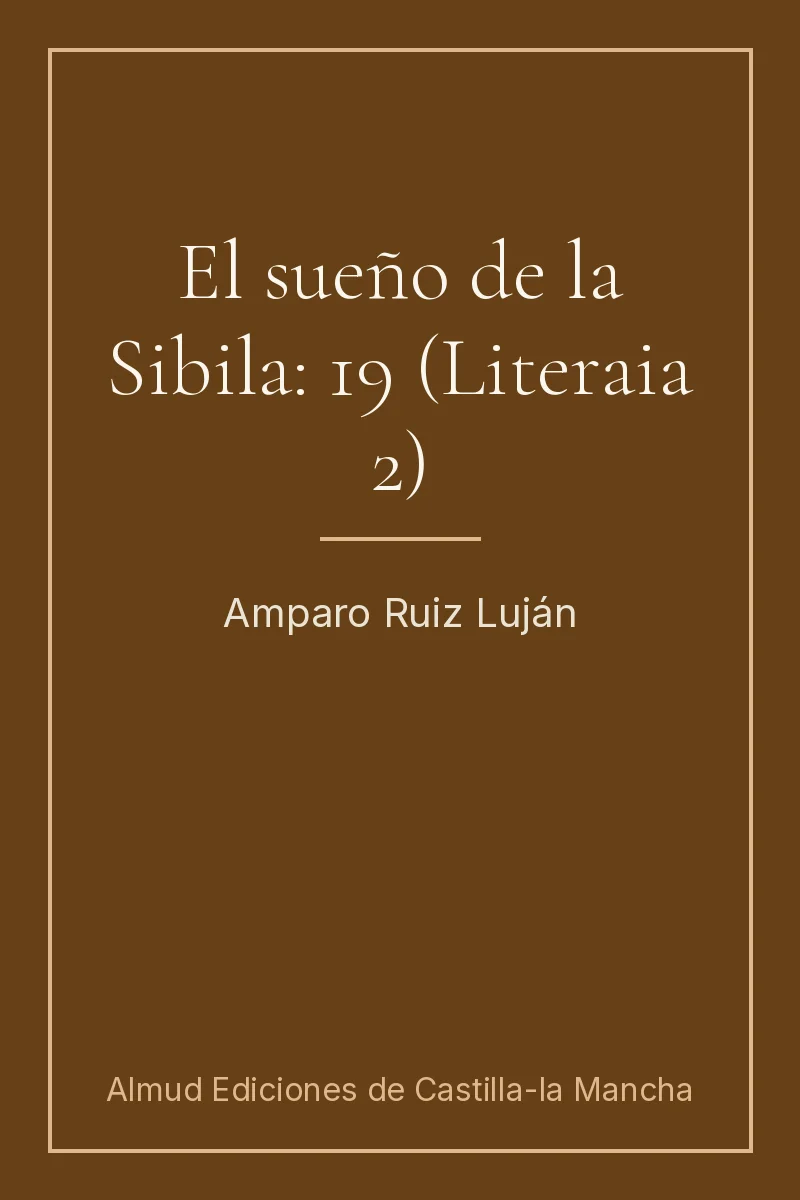 El sueño de la
Sibila: 19 (Literaia
2)
Amparo Ruiz Luján
Almud Ediciones de Castilla-la Mancha